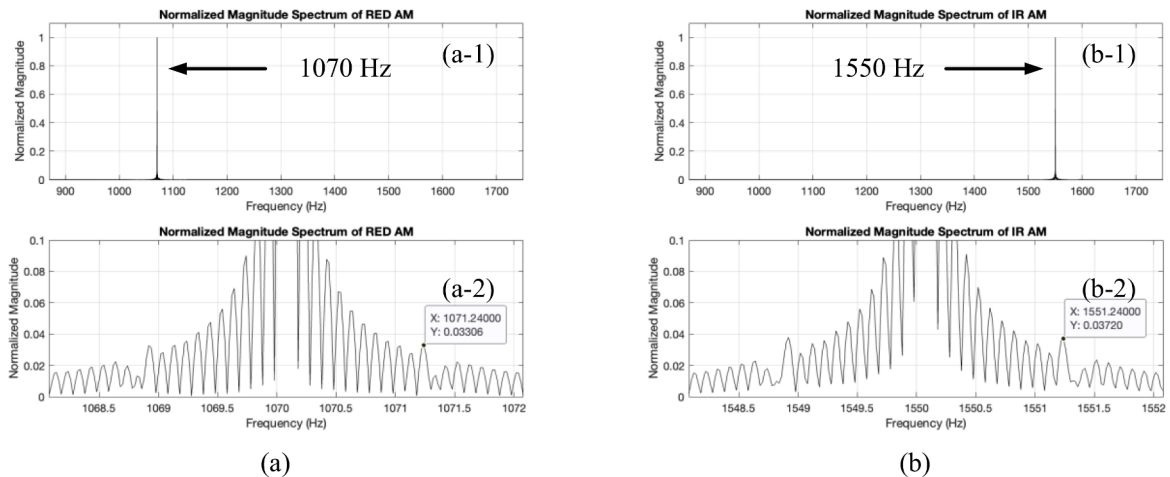 Normalized Magnitude Spectrum of RED AM
Normalized Magnitude
1
0.8
0.6
0.4
0.2
0
(a-1)
1070 Hz
900 1000 1100 1200 1300 1400 1500 1600 1700
Frequency (Hz)
Normalized Magnitude Spectrum of IR AM
Normalized Magnitude
1
0.8
0.6
0.4
0.2
0
(b-1)
1550 Hz
900 1000 1100 1200 1300 1400 1500 1600 1700
Frequency (Hz)
Normalized Magnitude Spectrum of RED AM
Normalized Magnitude
0.1
0.08
0.06
0.04
0.02
0
(a-2)
X: 1071.24000
Y: 0.03306
1068.5 1069 1069.5 1070 1070.5 1071 1071.5 1072
Frequency (Hz)
Normalized Magnitude Spectrum of IR AM
Normalized Magnitude
0.1
0.08
0.06
0.04
0.02
0
(b-2)
X: 1551.24000
Y: 0.03720
1548.5 1549 1549.5 1550 1550.5 1551 1551.5 1552
Frequency (Hz)
(a)
(b)